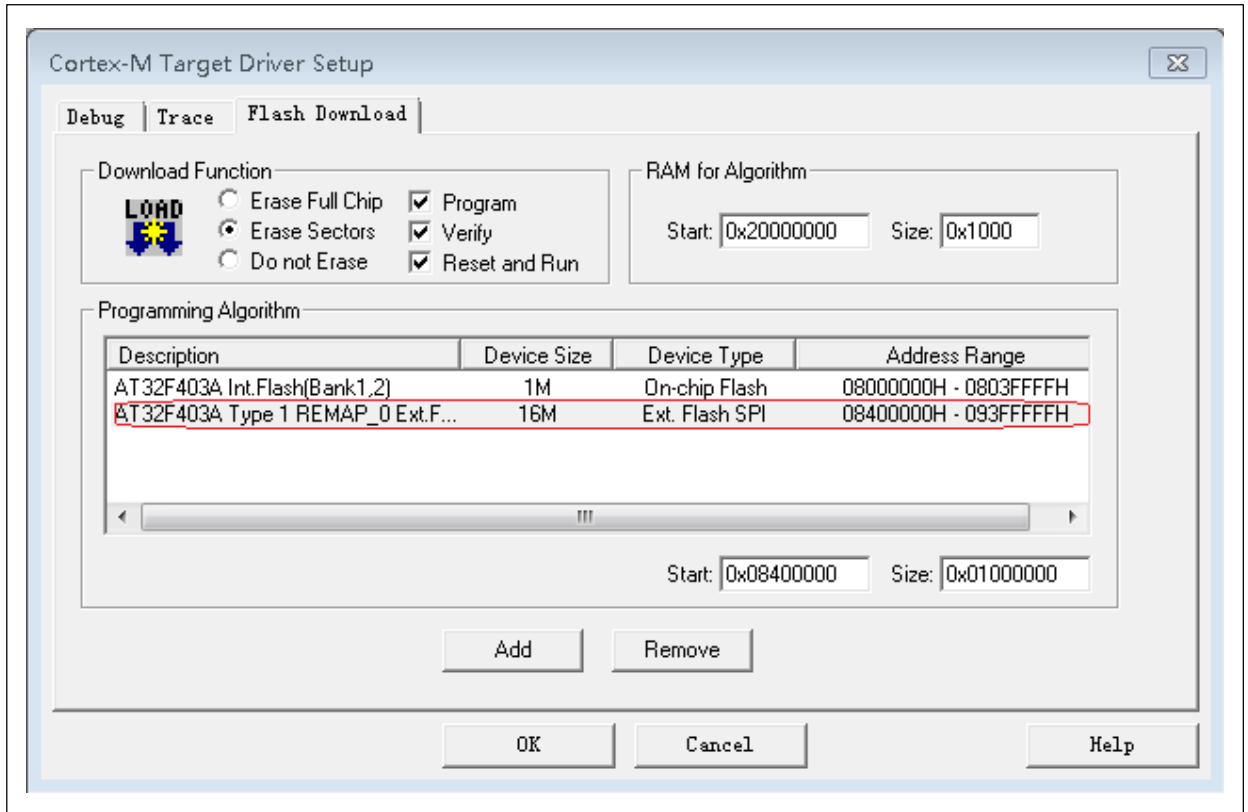 Cortex-M Target Driver Setup
Debug Trace Flash Download
Download Function
LOAD
Erase Full Chip Program
Erase Sectors Verify
Do not Erase Reset and Run
RAM for Algorithm
Start: 0x20000000 Size: 0x1000
Programming Algorithm
Description Device Size Device Type Address Range
AT32F403A Int.Flash(Bank1,2) 1M On-chip Flash 08000000H - 0803FFFFH
AT32F403A Type 1 REMAP_0 Ext.F... 16M Ext. Flash SPI 08400000H - 093FFFFFH
Start: 0x08400000 Size: 0x01000000
Add Remove
OK Cancel Help